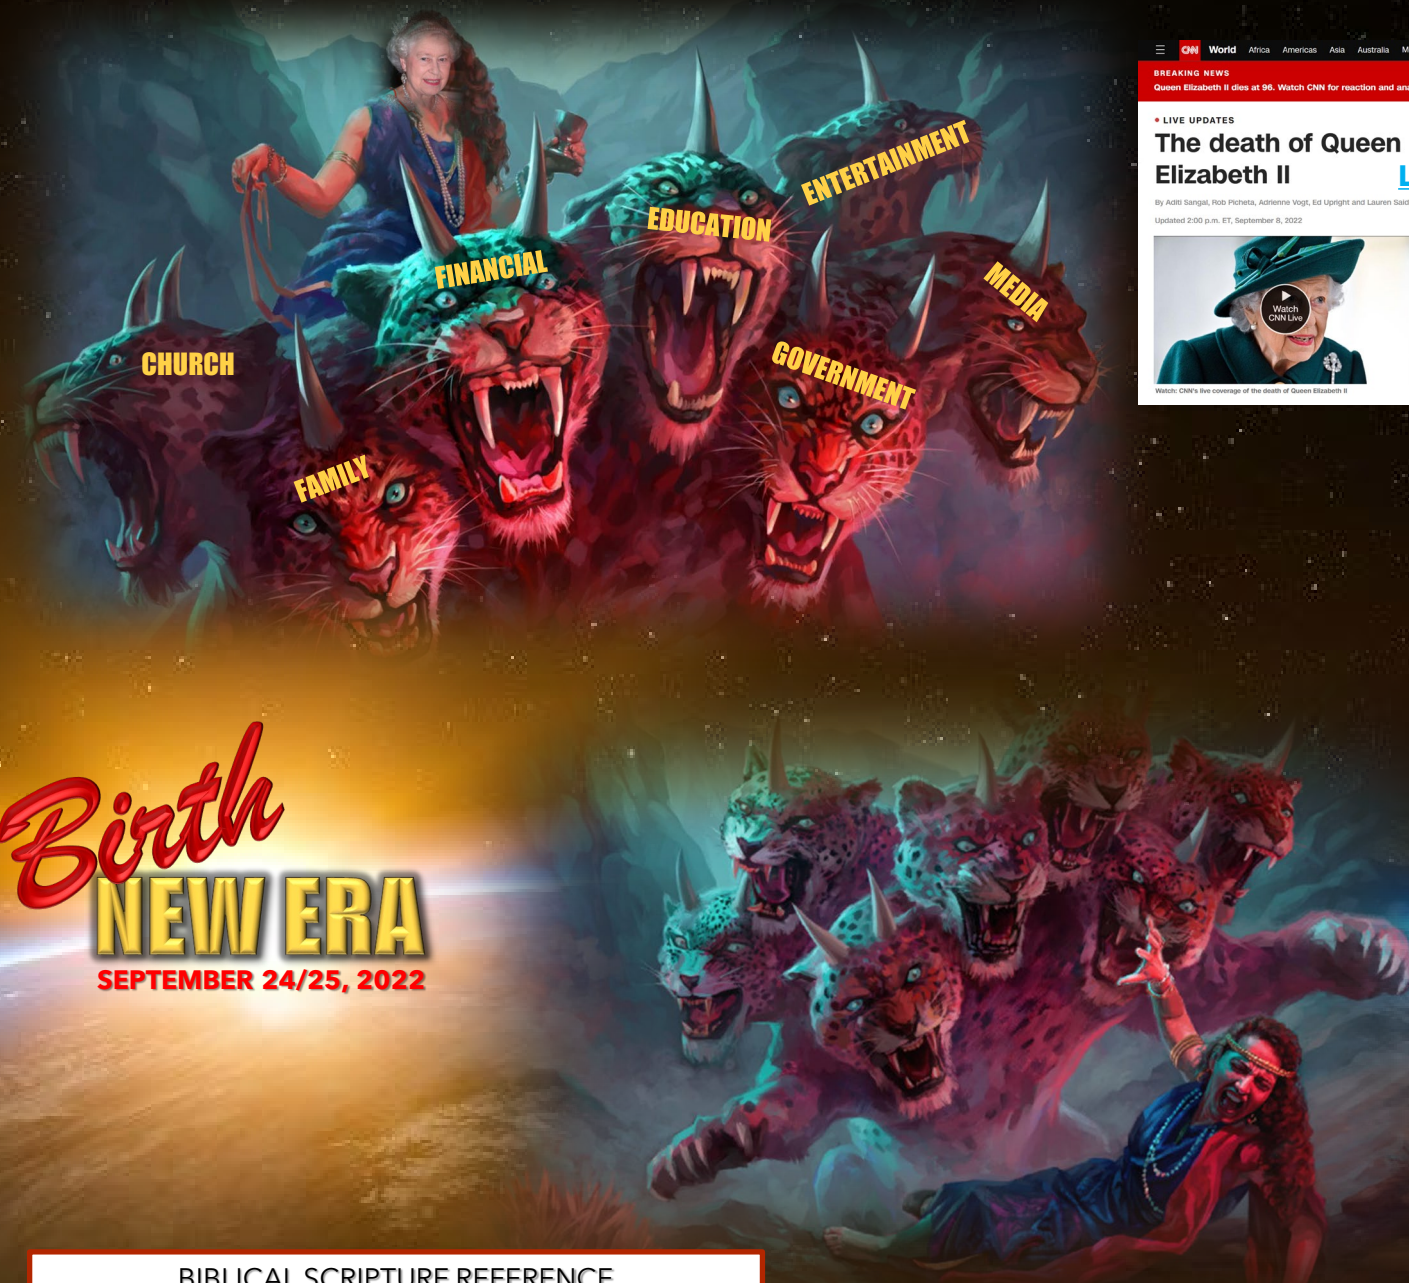 CNN World Africa Americas Asia Australia M
BREAKING NEWS
Queen Elizabeth II dies at 96. Watch CNN for reaction and ana
LIVE UPDATES
The death of Queen
Elizabeth II
L
By Aditi Sangal, Rob Picheta, Adrienne Vogt, Ed Upright and Lauren Said
Updated 2:00 p.m. ET, September 8, 2022
Watch
CNN Live
Watch: CNN's live coverage of the death of Queen Elizabeth II
ENTERTAINMENT
EDUCATION
FINANCIAL
MEDIA
CHURCH
GOVERNMENT
FAMILY
Birth
NEW ERA
SEPTEMBER 24/25, 2022
BIBLICAL SCRIPTURE REFERENCE